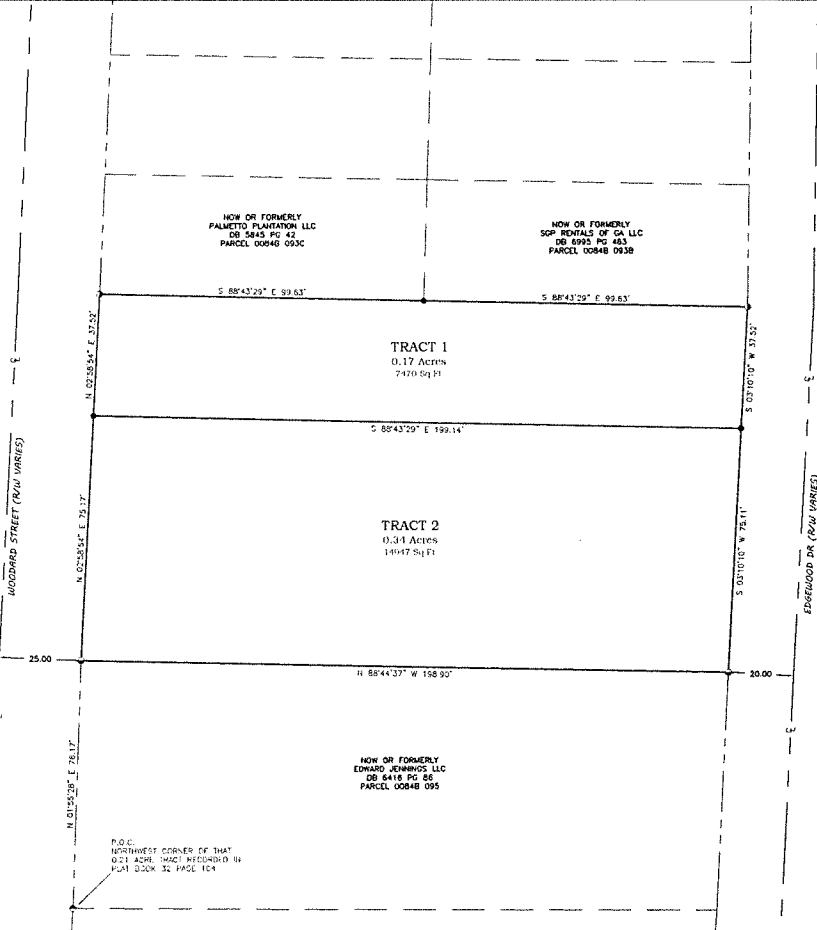 NOW OR FORMERLY
PALMETTO PLANTATION LLC
DB 5845 PG 42
PARCEL 0084B 093C
NOW OR FORMERLY
SGP RENTALS OF GA LLC
DB 6995 PG 483
PARCEL 0084B 093B
S 88°43'29" E 99.63'
S 88°43'29" E 99.63'
N 02°58'54" E 37.52'
TRACT 1
0.17 Acres
7470 Sq Ft
S 03°10'10" W 37.52'
S 88°43'29" E 199.14'
WOODARD STREET (R/W VARIES)
N 02°58'54" E 75.17'
TRACT 2
0.34 Acres
14947 Sq Ft
S 03°10'10" W 75.11'
EDGEWOOD DR (R/W VARIES)
25.00
N 88°44'37" W 198.90'
20.00
N 01°55'28" E 76.17'
NOW OR FORMERLY
EDWARD JENNINGS LLC
DB 6416 PG 86
PARCEL 0084B 095
P.O.C.
NORTHWEST CORNER OF THAT
0.21 ACRE TRACT RECORDED IN
PLAT BOOK 32 PAGE 104